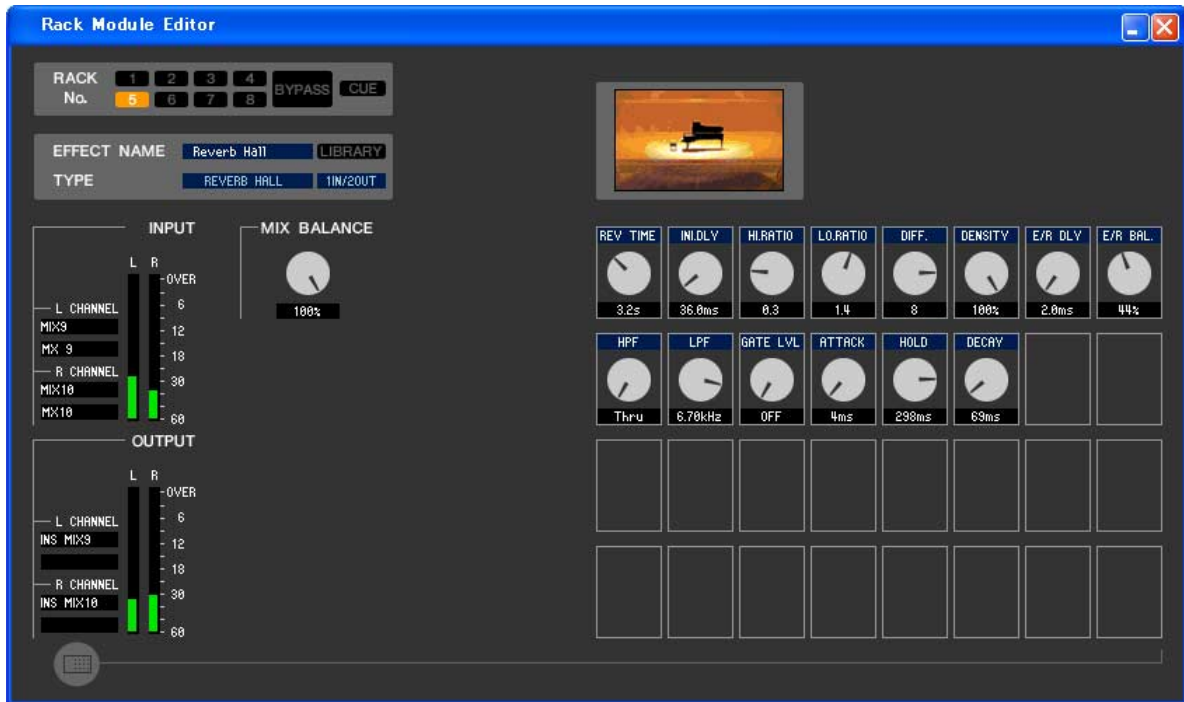 Rack Module Editor
RACK No. 1 2 3 4 5 6 7 8 BYPASS CUE
EFFECT NAME Reverb Hall LIBRARY
TYPE REVERB HALL 1IN/2OUT
INPUT
L R
OVER
6
12
18
30
60
L CHANNEL
MIX9
MX 9
R CHANNEL
MIX10
MX10
MIX BALANCE
100%
OUTPUT
L R
OVER
6
12
18
30
60
L CHANNEL
INS MIX9
R CHANNEL
INS MIX10
REV TIME INI.DLY HI.RATIO LO.RATIO DIFF. DENSITY E/R DLY E/R BAL.
3.2s 36.0ms 0.3 1.4 8 100% 2.0ms 44%
HPF LPF GATE LVL ATTACK HOLD DECAY
Thru 6.70kHz OFF 4ms 298ms 69ms